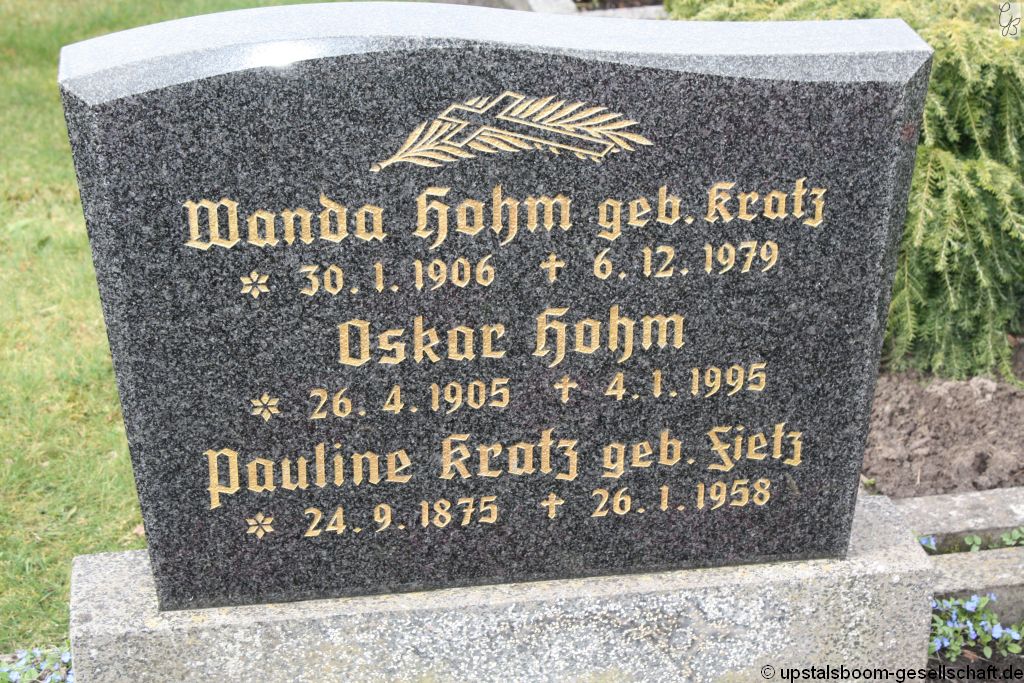 Wanda Hohm geb. Kratz
* 30. 1. 1906 † 6. 12. 1979
Oskar Hohm
* 26. 4. 1905 † 4. 1. 1995
Pauline Kratz geb. Fietz
* 24. 9. 1875 † 26. 1. 1958
© upstalsboom-gesellschaft.de